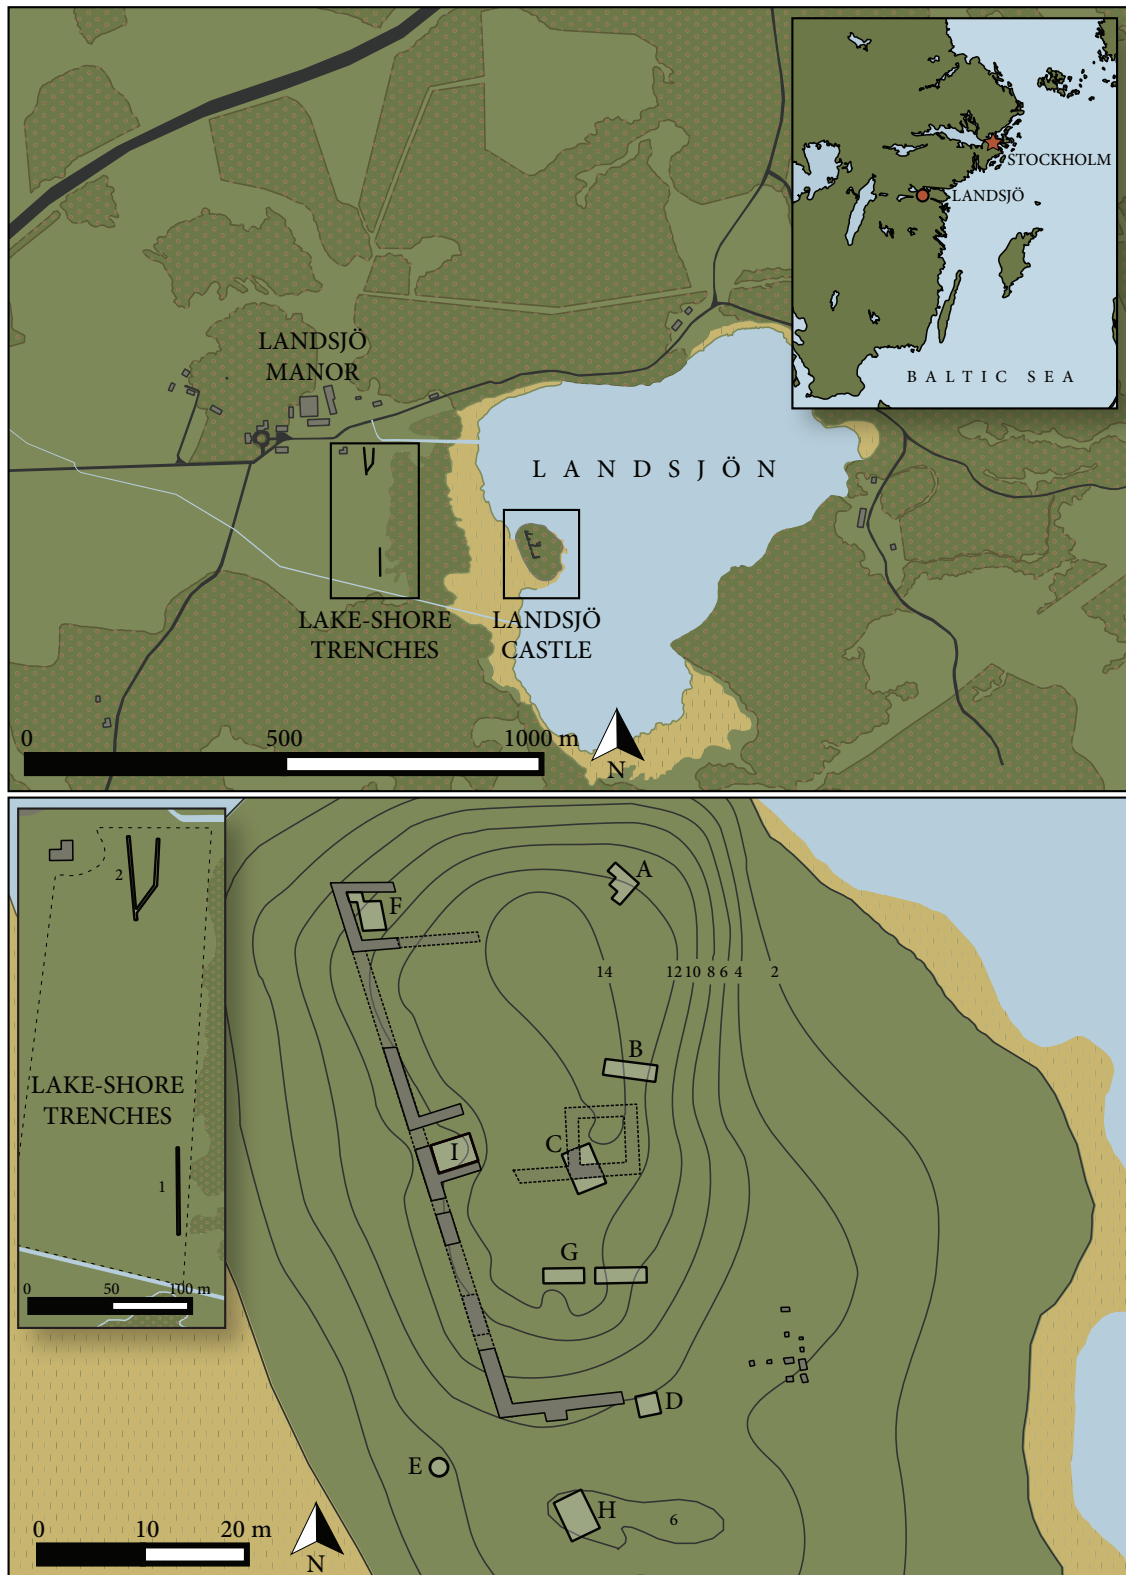 STOCKHOLM
LANDSJÖ
BALTIC SEA
LANDSJÖ
MANOR
LANDSJÖN
LAKE-SHORE
TRENCHES
LANDSJÖ
CASTLE
0 500 1000 m
N
2
LAKE-SHORE
TRENCHES
1
0 50 100 m
A
F
14 12 10 8 6 4 2
B
C
I
G
D
E
H
6
0 10 20 m
N